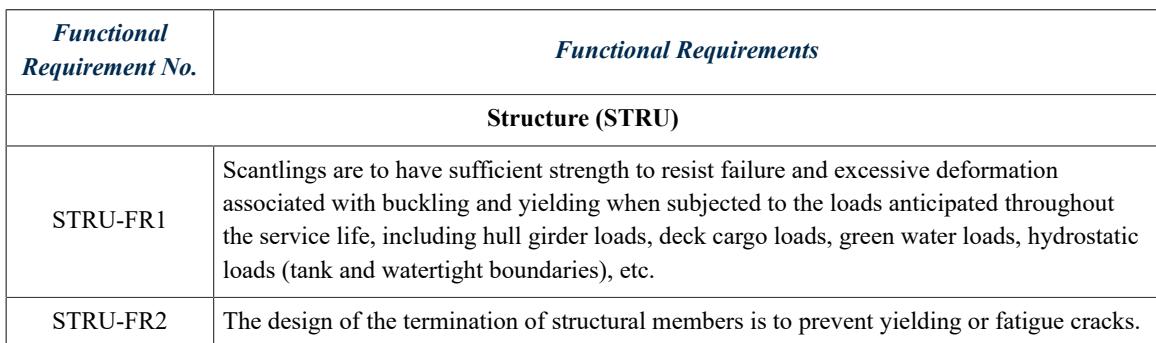 Functional
Requirement No.
Functional Requirements
Structure (STRU)
STRU-FR1
Scantlings are to have sufficient strength to resist failure and excessive deformation
associated with buckling and yielding when subjected to the loads anticipated throughout
the service life, including hull girder loads, deck cargo loads, green water loads, hydrostatic
loads (tank and watertight boundaries), etc.
STRU-FR2
The design of the termination of structural members is to prevent yielding or fatigue cracks.